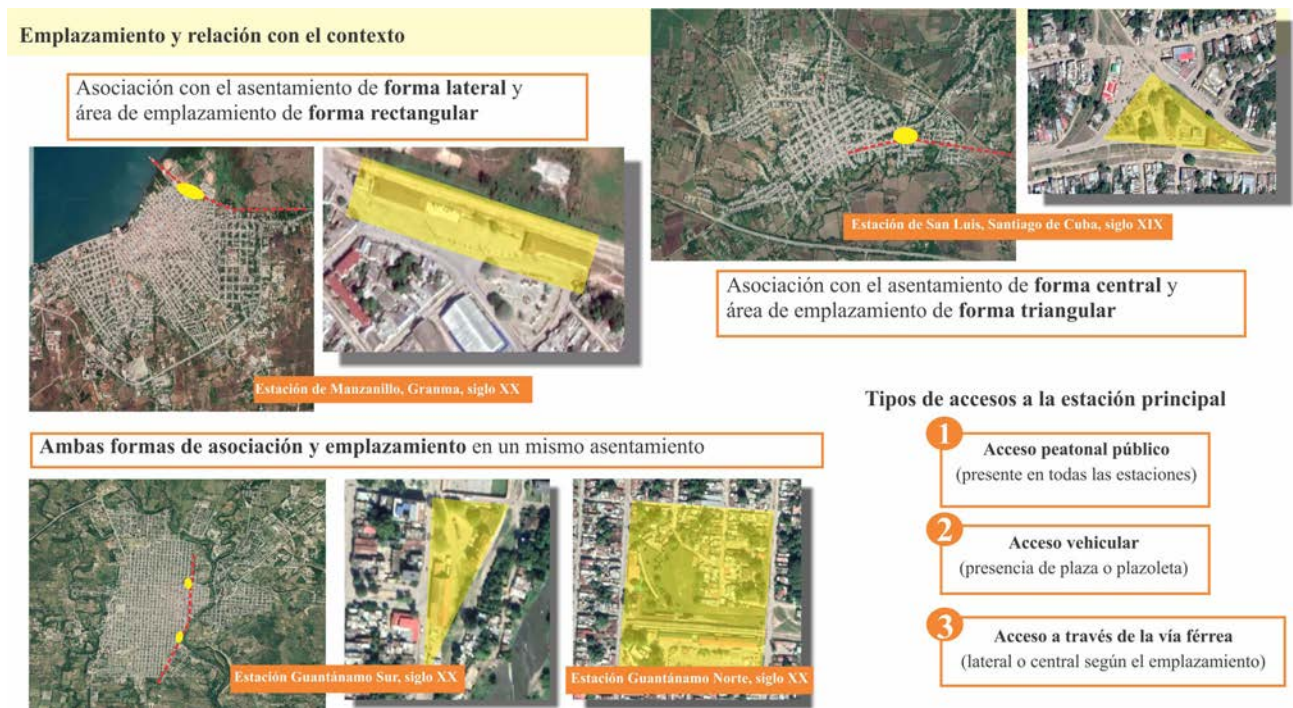 Emplazamiento y relación con el contexto
Asociación con el asentamiento de forma lateral y
área de emplazamiento de forma rectangular
Estación de Manzanillo, Granma, siglo XX
Estación de San Luis, Santiago de Cuba, siglo XIX
Asociación con el asentamiento de forma central y
área de emplazamiento de forma triangular
Ambas formas de asociación y emplazamiento en un mismo asentamiento
Estación Guantánamo Sur, siglo XX
Estación Guantánamo Norte, siglo XX
Tipos de accesos a la estación principal
1
Acceso peatonal público
(presente en todas las estaciones)
2
Acceso vehicular
(presencia de plaza o plazoleta)
3
Acceso a través de la vía férrea
(lateral o central según el emplazamiento)